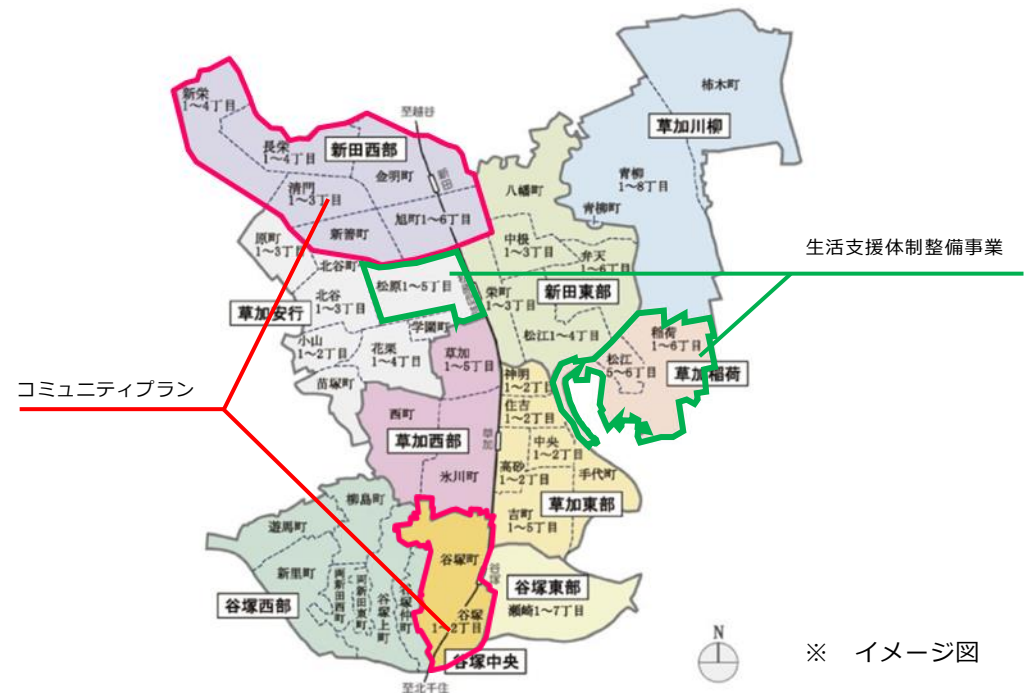 至越谷
柿木町
新栄
1～4丁目
草加川柳
長栄
1～4丁目
新田西部
金明町
新田
青柳
1～8丁目
八幡町
清門
1～3丁目
青柳町
旭町1～6丁目
新善町
原町
1～3丁目
中根
1～3丁目
弁天
1～6丁目
生活支援体制整備事業
北谷町
松原1～5丁目
栄町
1～3丁目
新田東部
北谷
1～3丁目
草加安行
学園町
松江1～4丁目
稲荷
1～6丁目
小山
1～2丁目
花栗
1～4丁目
草加
1～5丁目
松江
5～6丁目
草加稲荷
神明
1～2丁目
苗塚町
コミュニティプラン
住吉
1～2丁目
西町
草加西部
草加
中央
1～2丁目
氷川町
高砂
1～2丁目
手代町
草加東部
柳島町
吉町
1～5丁目
遊馬町
谷塚町
新里町
谷塚
谷塚東部
両新田西町
両新田東町
谷塚上町
谷塚仲町
瀬崎1～7丁目
谷塚西部
谷塚
1～2丁目
谷塚中央
N
※　イメージ図
至北千住